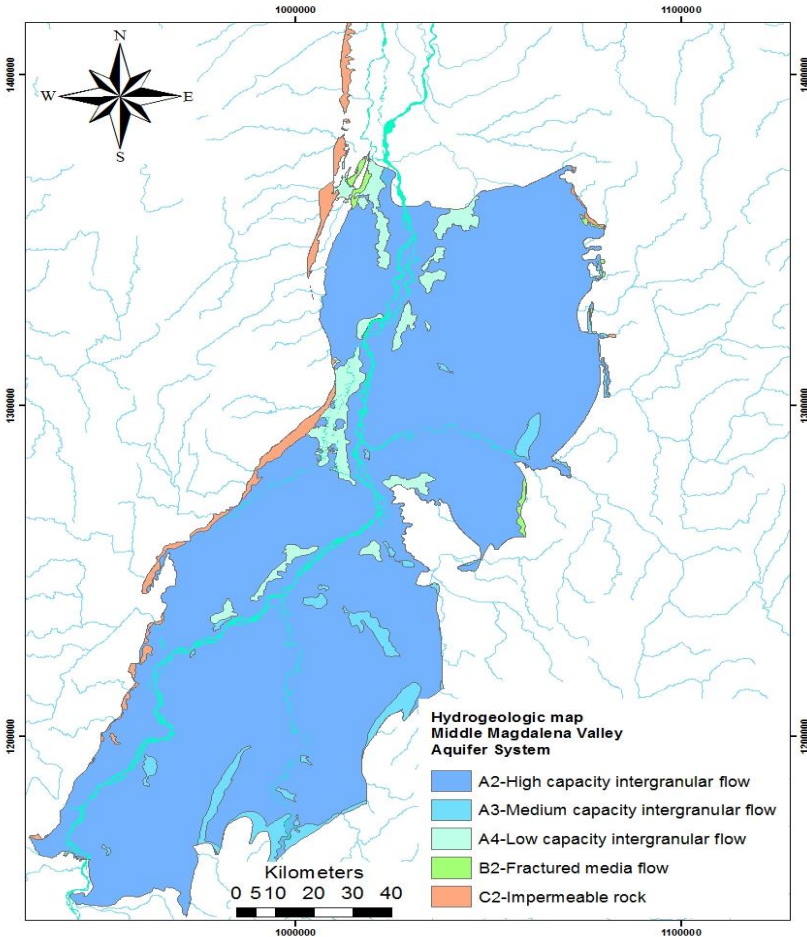 1000000 1100000
N
W E
S
1400000 1400000
1300000 1300000
1200000 1200000
Hydrogeologic map
Middle Magdalena Valley
Aquifer System
A2-High capacity intergranular flow
A3-Medium capacity intergranular flow
A4-Low capacity intergranular flow
B2-Fractured media flow
C2-Impermeable rock
Kilometers
0 5 10 20 30 40
1000000 1100000